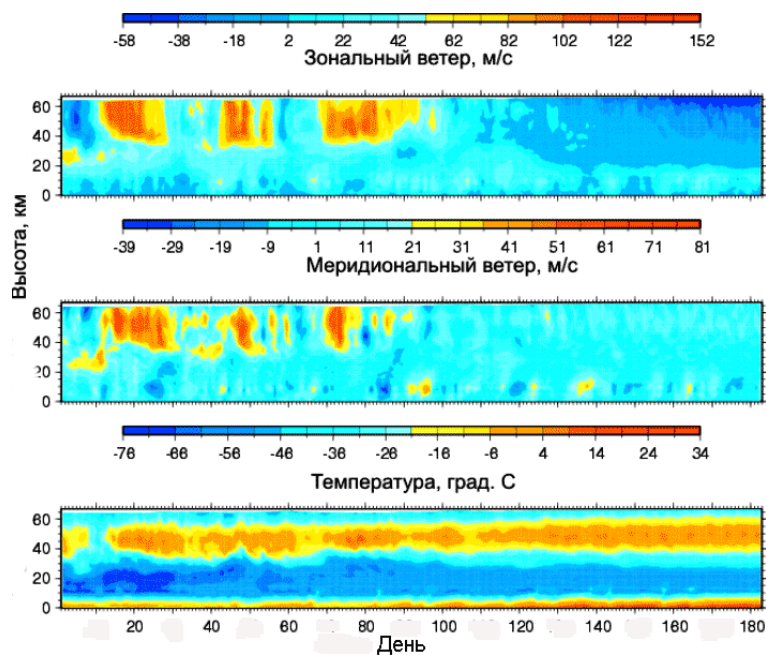 -58 -38 -18 2 22 42 62 82 102 122 152
Зональный ветер, м/с
60
40
20
0
-39 -29 -19 -9 1 11 21 31 41 51 61 71 81
Меридиональный ветер, м/с
Высота, км
60
40
20
0
-76 -66 -56 -46 -36 -26 -16 -6 4 14 24 34
Температура, град. С
60
40
20
0
20 40 60 80 100 120 140 160 180
День